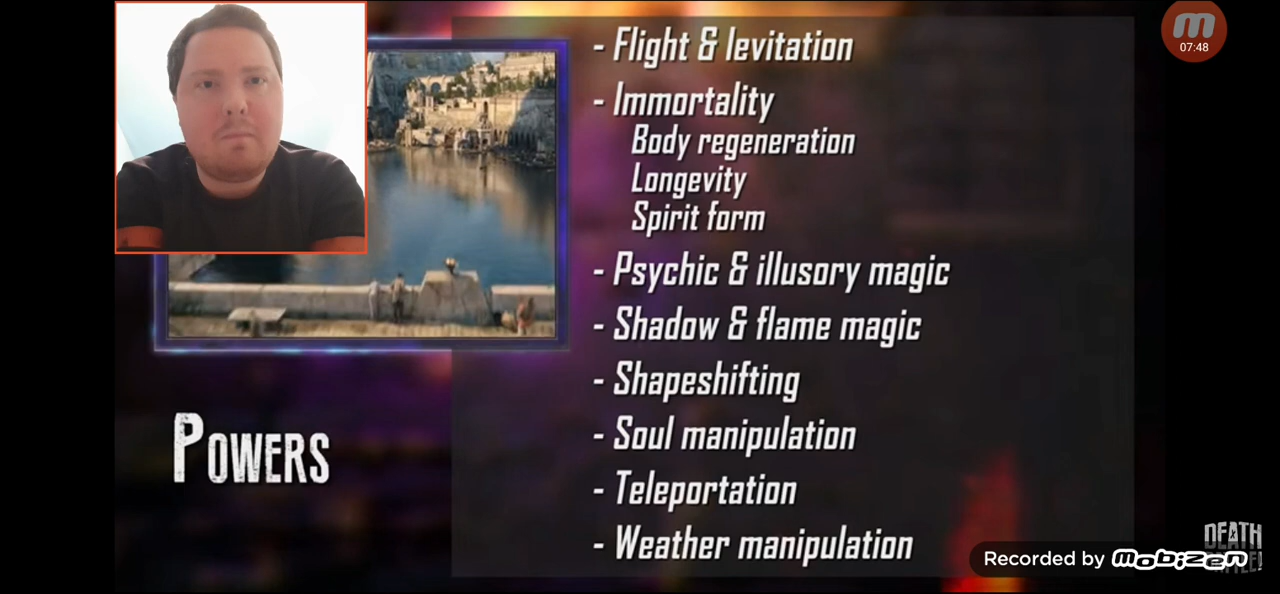 - Flight & levitation
- Immortality
Body regeneration
Longevity
Spirit form
- Psychic & illusory magic
- Shadow & flame magic
- Shapeshifting
- Soul manipulation
- Teleportation
- Weather manipulation
POWERS
07:48
DEATH
Recorded by Mobizen